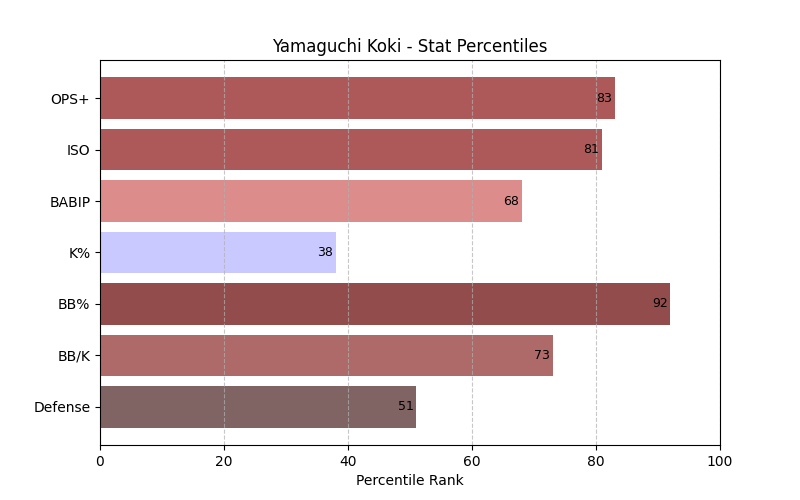 Yamaguchi Koki - Stat Percentiles
OPS+ 83
ISO 81
BABIP 68
K% 38
BB% 92
BB/K 73
Defense 51
0 20 40 60 80 100
Percentile Rank